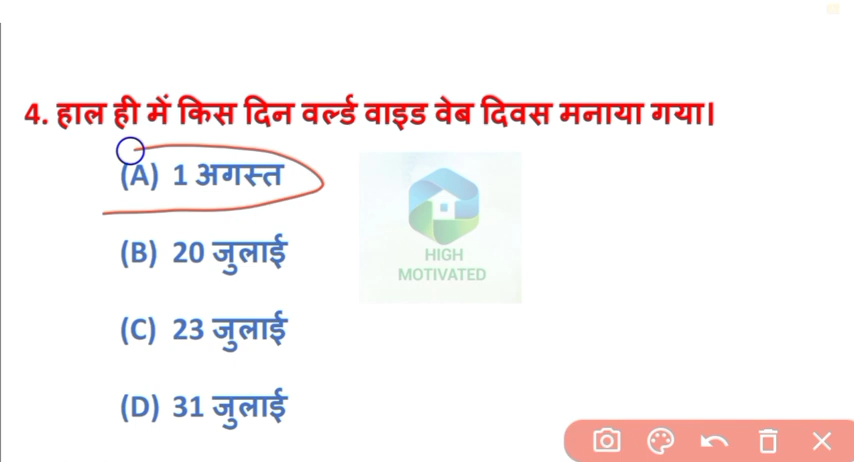 4. हाल ही में किस दिन वर्ल्ड वाइड वेब दिवस मनाया गया।
(A) 1 अगस्त
(B) 20 जुलाई
(C) 23 जुलाई
(D) 31 जुलाई
HIGH
MOTIVATED